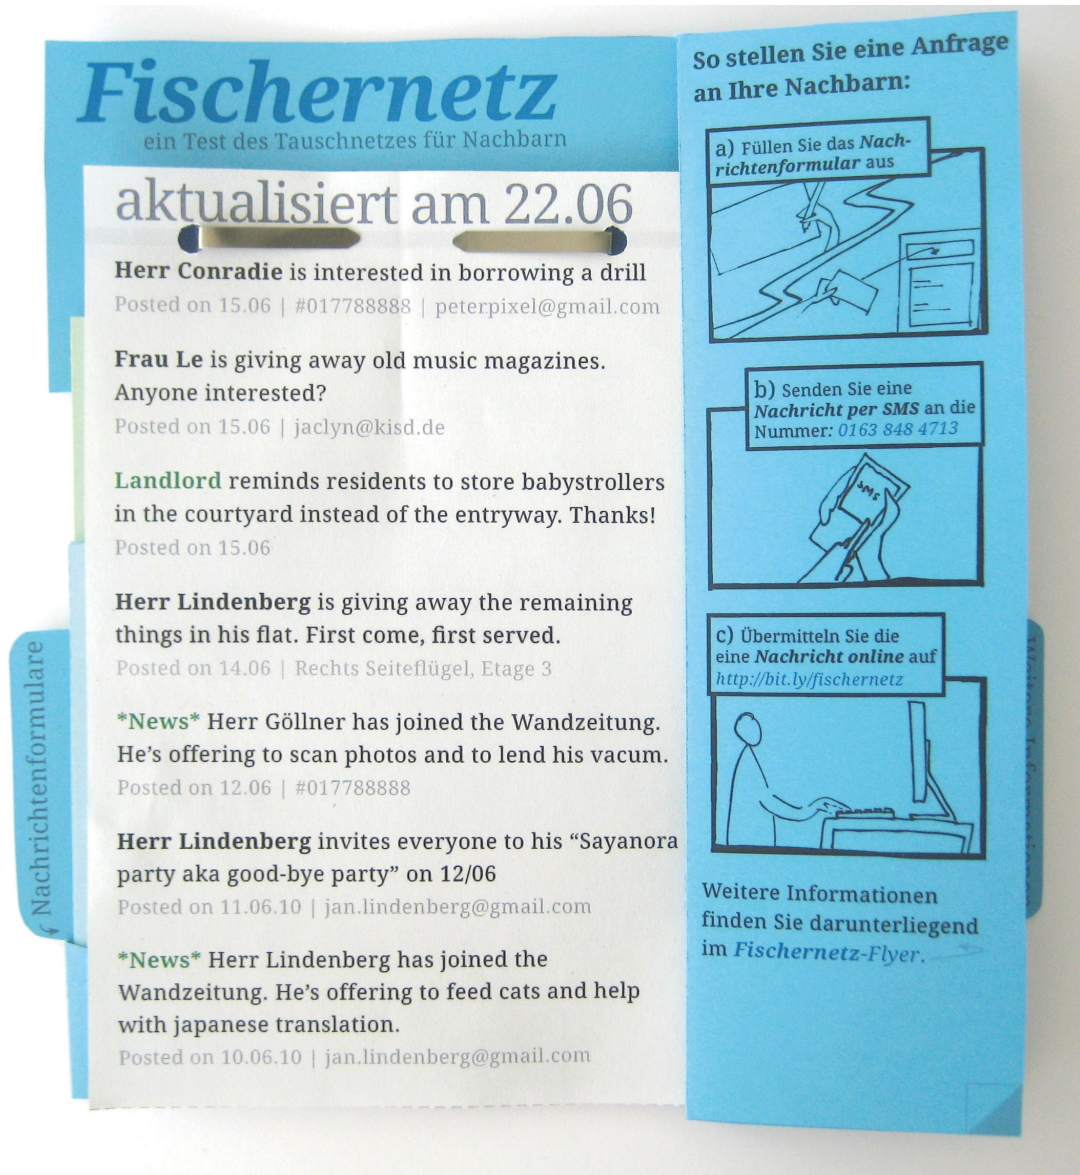 Fischernetz
ein Test des Tauschnetzes für Nachbarn
aktualisiert am 22.06
Herr Conradie is interested in borrowing a drill
Posted on 15.06 | #017788888 | peterpixel@gmail.com
Frau Le is giving away old music magazines.
Anyone interested?
Posted on 15.06 | jaclyn@kisd.de
Landlord reminds residents to store babystrollers
in the courtyard instead of the entryway. Thanks!
Posted on 15.06
Herr Lindenberg is giving away the remaining
things in his flat. First come, first served.
Posted on 14.06 | Rechts Seiteflügel, Etage 3
*News* Herr Göllner has joined the Wandzeitung.
He’s offering to scan photos and to lend his vacum.
Posted on 12.06 | #017788888
Herr Lindenberg invites everyone to his “Sayanora
party aka good-bye party” on 12/06
Posted on 11.06.10 | jan.lindenberg@gmail.com
*News* Herr Lindenberg has joined the
Wandzeitung. He’s offering to feed cats and help
with japanese translation.
Posted on 10.06.10 | jan.lindenberg@gmail.com
Nachrichtenformulare
So stellen Sie eine Anfrage
an Ihre Nachbarn:
a) Füllen Sie das Nach-
richtenformular aus
b) Senden Sie eine
Nachricht per SMS an die
Nummer: 0163 848 4713
SMS
c) Übermitteln Sie die
eine Nachricht online auf
http://bit.ly/fischernetz
Weitere Informationen
finden Sie darunterliegend
im Fischernetz-Flyer.